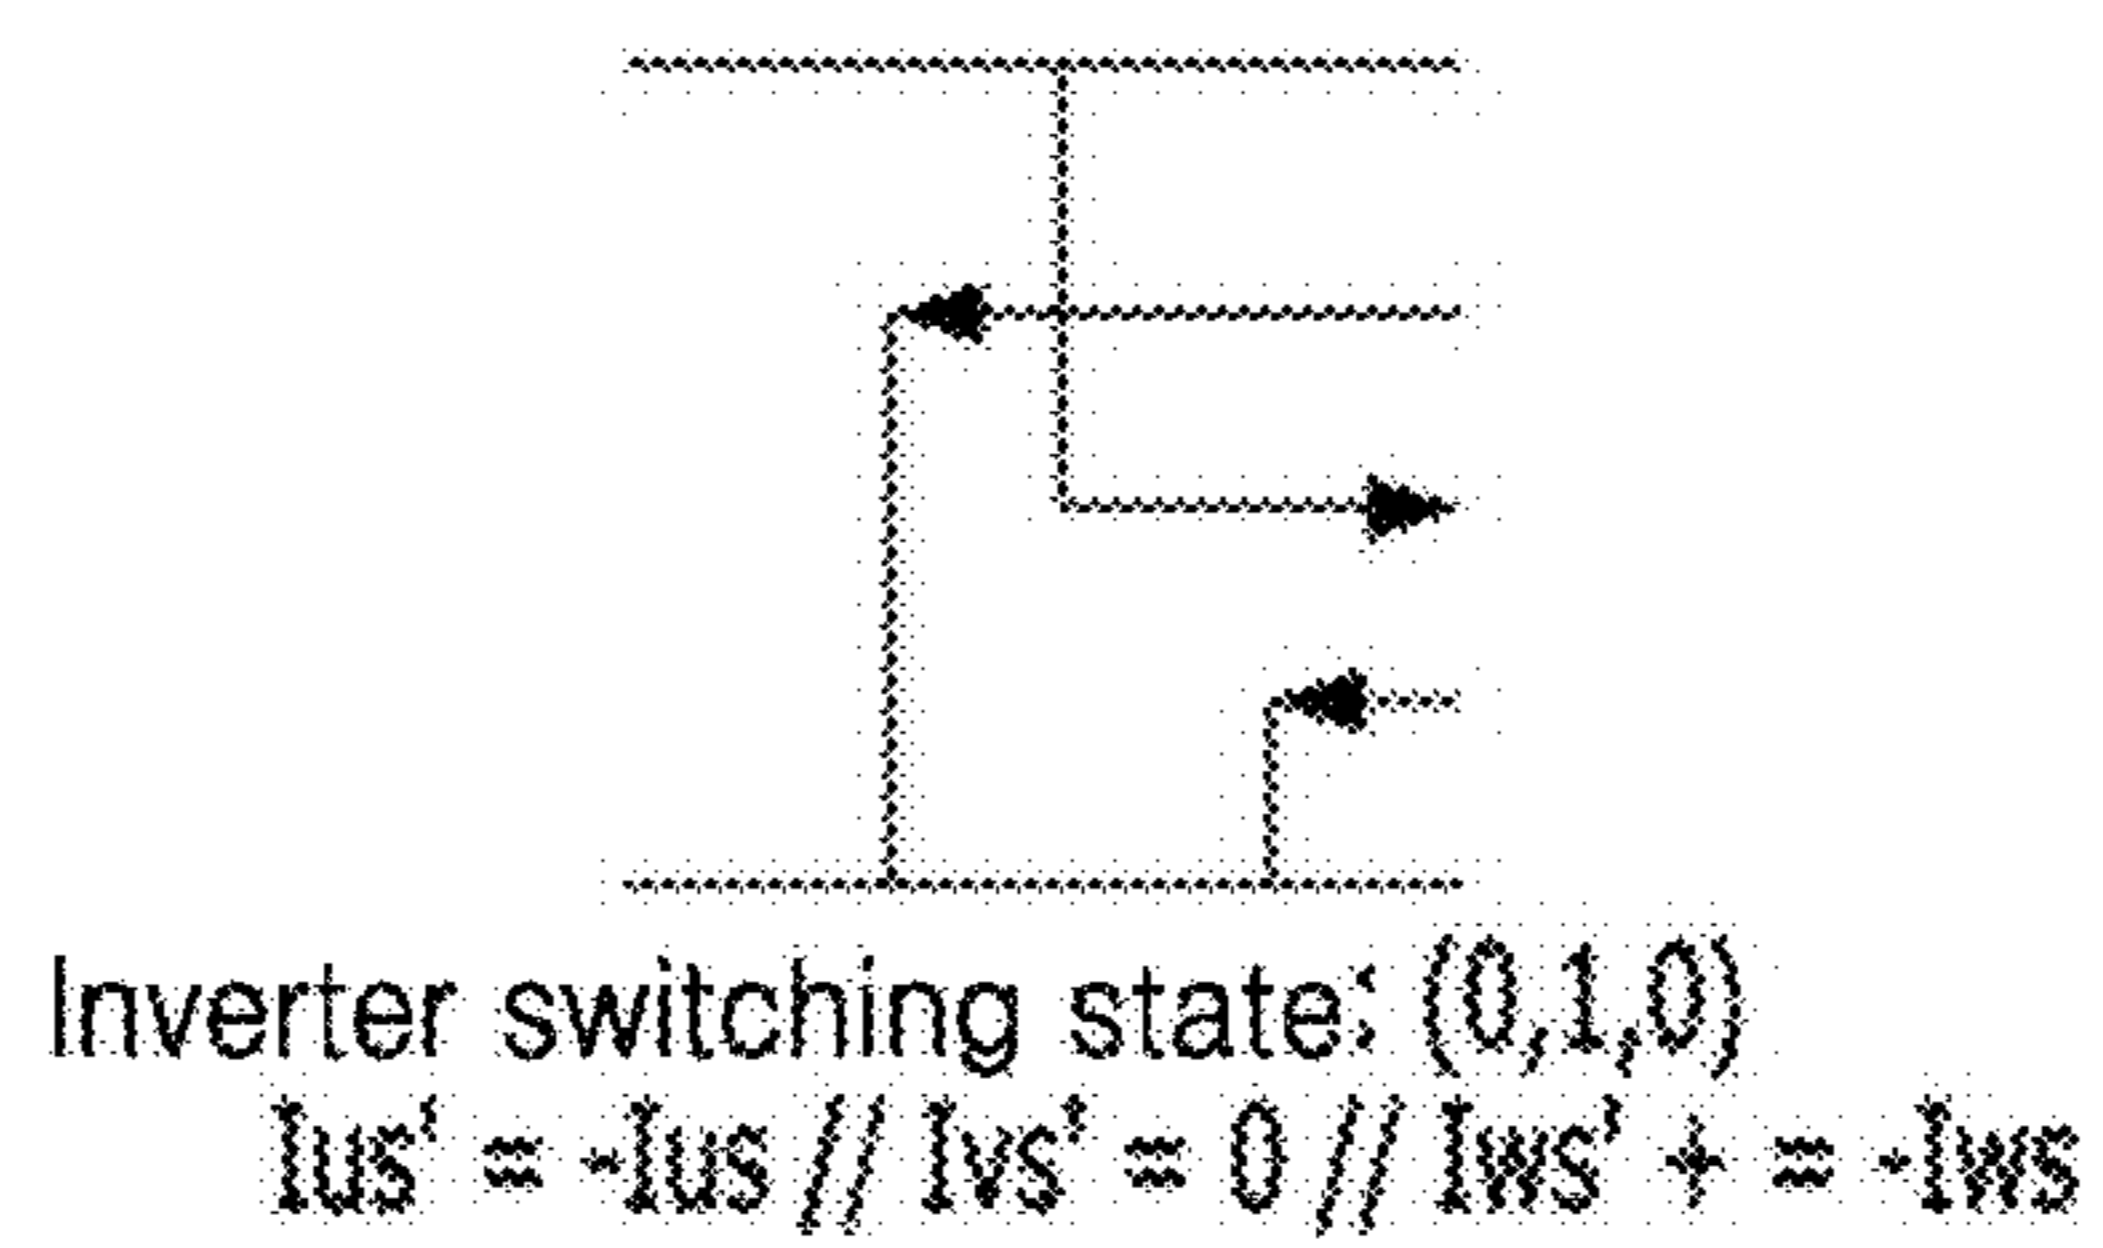 Inverter switching state: (0,1,0)
Ius' = -Ius // Ivs' = 0 // Iws' + = -Iws